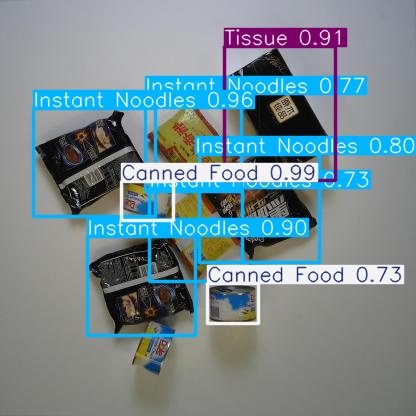 Tissue 0.91
Instant Noodles 0.77
Instant Noodles 0.96
Instant Noodles 0.80
Canned Food 0.99
Instant Noodles 0.73
Instant Noodles 0.90
Canned Food 0.73